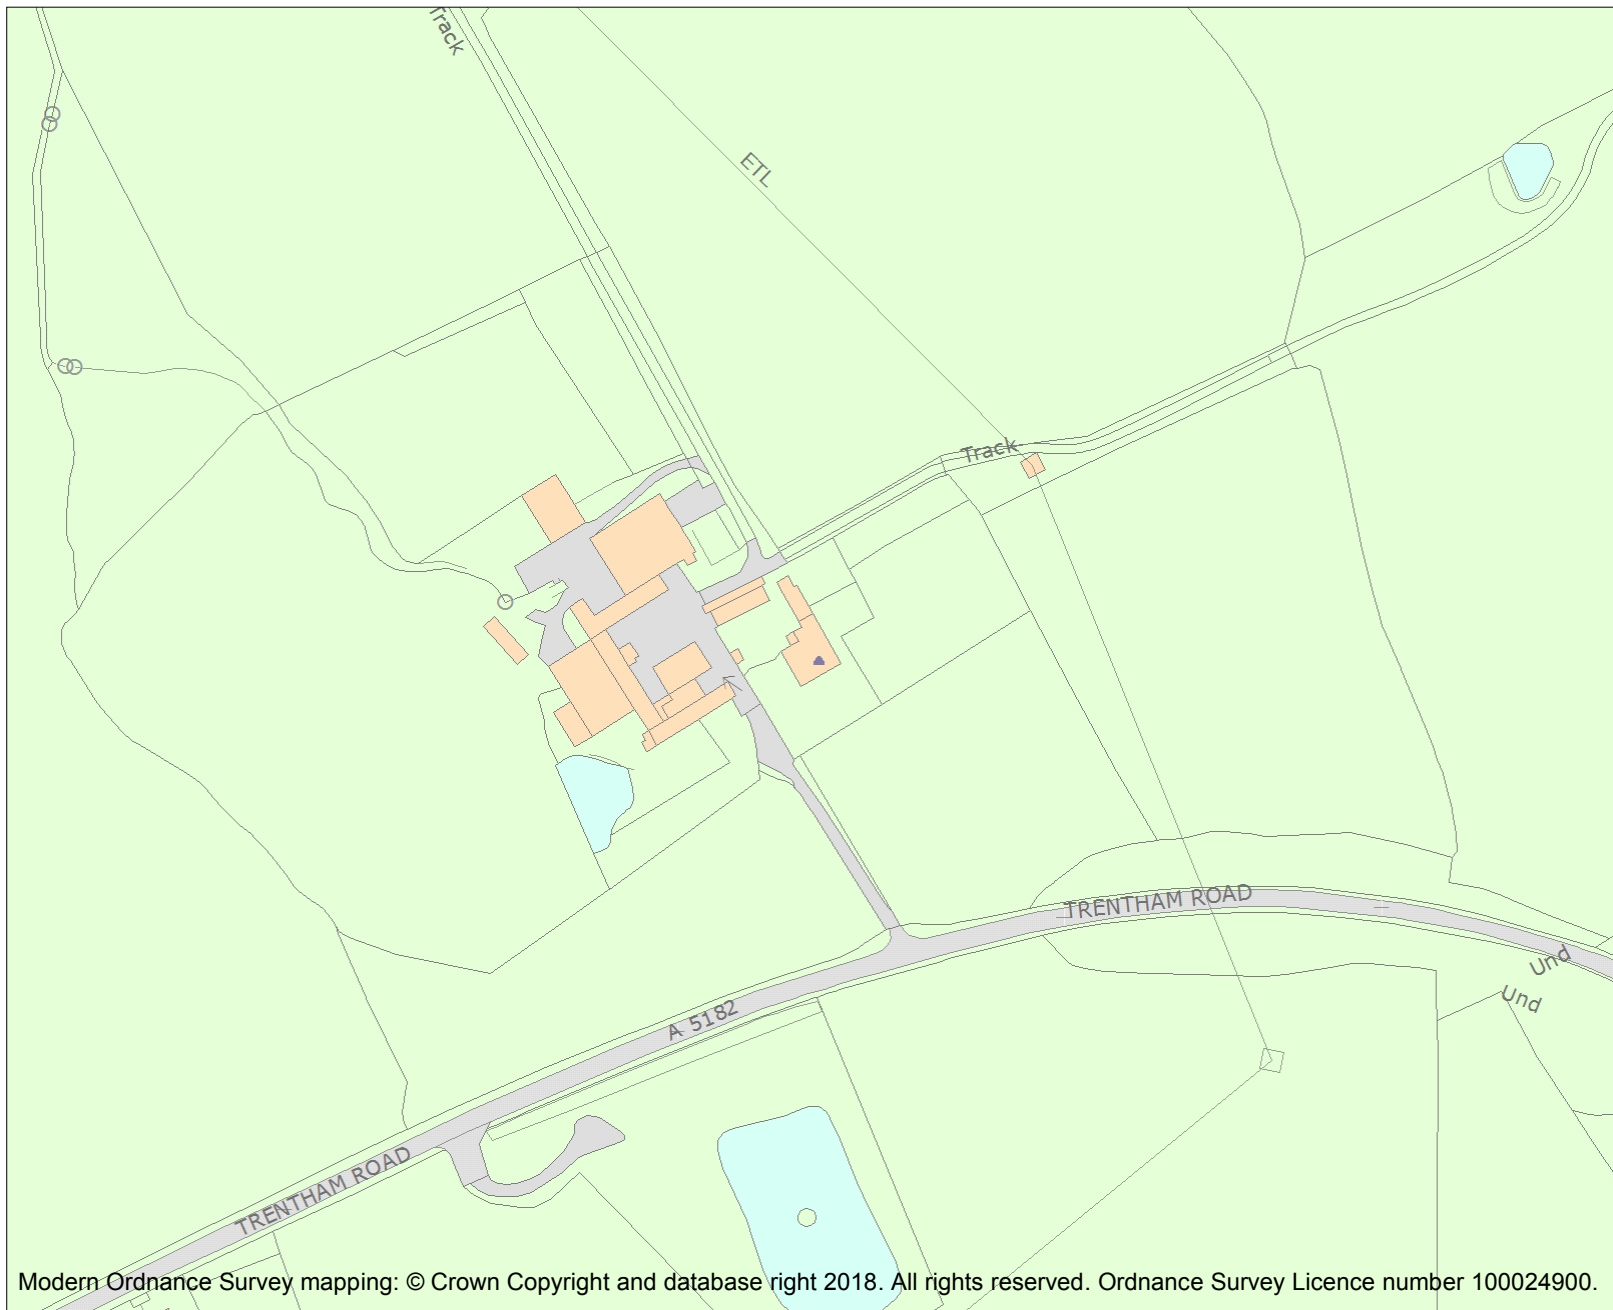 Track
ETL
Track
TRENTHAM ROAD
Und
Und
A 5182
TRENTHAM ROAD
Modern Ordnance Survey mapping: © Crown Copyright and database right 2018. All rights reserved. Ordnance Survey Licence number 100024900.